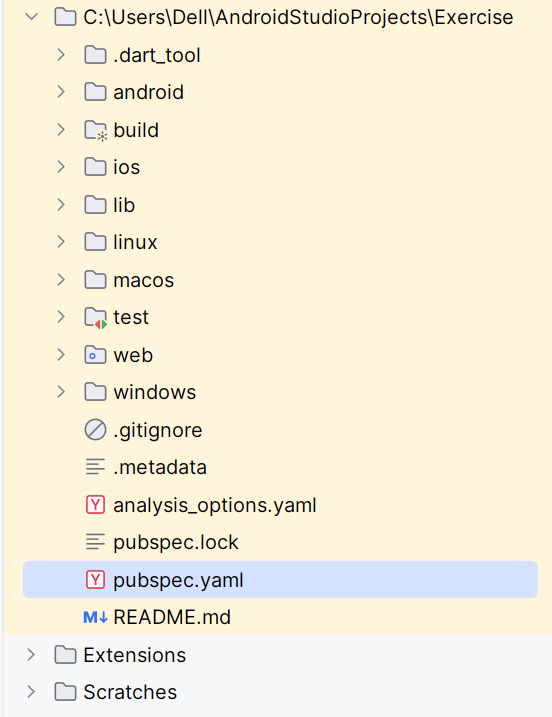 C:\Users\Dell\AndroidStudioProjects\Exercise
.dart_tool
android
build
ios
lib
linux
macos
test
web
windows
.gitignore
.metadata
Y analysis_options.yaml
pubspec.lock
Y pubspec.yaml
M↓ README.md
Extensions
Scratches